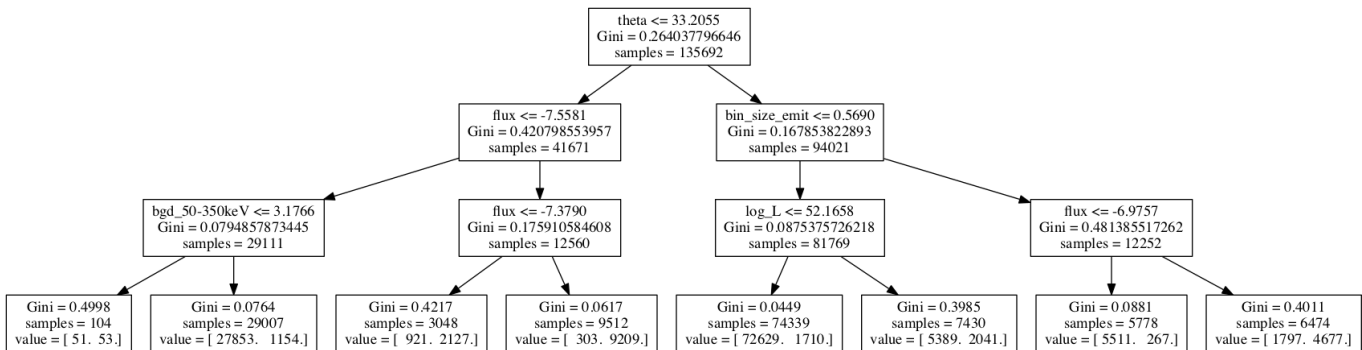 theta <= 33.2055
Gini = 0.264037796646
samples = 135692
flux <= -7.5581
Gini = 0.420798553957
samples = 41671
bin_size_emit <= 0.5690
Gini = 0.167853822893
samples = 94021
bgd_50-350keV <= 3.1766
Gini = 0.0794857873445
samples = 29111
flux <= -7.3790
Gini = 0.175910584608
samples = 12560
log_L <= 52.1658
Gini = 0.0875375726218
samples = 81769
flux <= -6.9757
Gini = 0.481385517262
samples = 12252
Gini = 0.4998
samples = 104
value = [ 51. 53.]
Gini = 0.0764
samples = 29007
value = [ 27853. 1154.]
Gini = 0.4217
samples = 3048
value = [ 921. 2127.]
Gini = 0.0617
samples = 9512
value = [ 303. 9209.]
Gini = 0.0449
samples = 74339
value = [ 72629. 1710.]
Gini = 0.3985
samples = 7430
value = [ 5389. 2041.]
Gini = 0.0881
samples = 5778
value = [ 5511. 267.]
Gini = 0.4011
samples = 6474
value = [ 1797. 4677.]